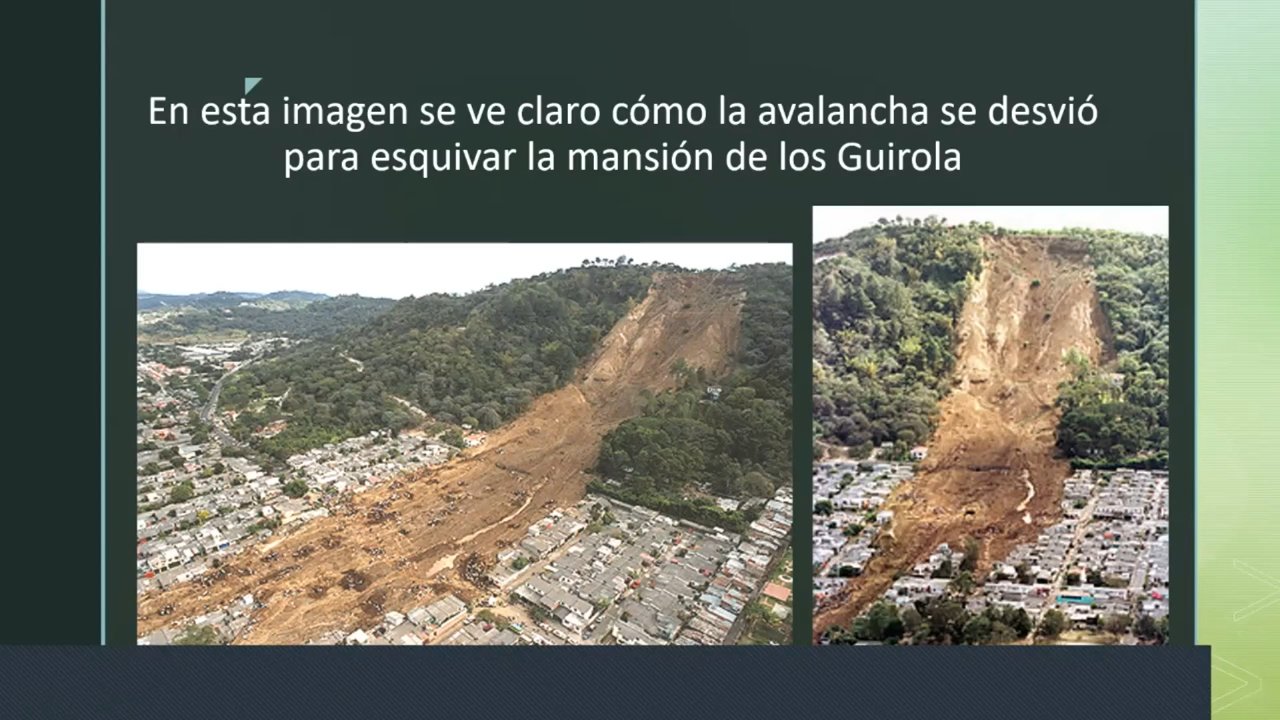 En esta imagen se ve claro cómo la avalancha se desvió
para esquivar la mansión de los Guirola